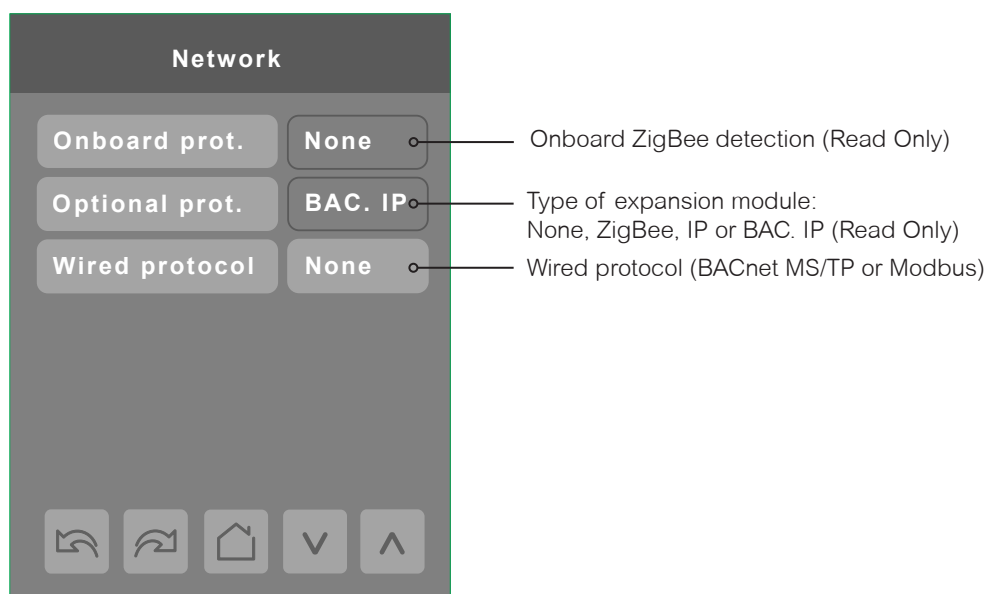 Network
Onboard prot.
None
Onboard ZigBee detection (Read Only)
Optional prot.
BAC. IP
Type of expansion module:
None, ZigBee, IP or BAC. IP (Read Only)
Wired protocol
None
Wired protocol (BACnet MS/TP or Modbus)